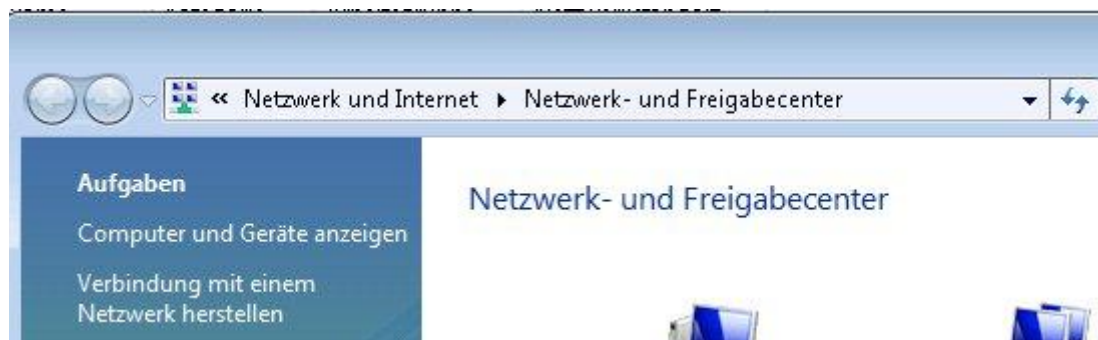 « Netzwerk und Internet ▸ Netzwerk- und Freigabecenter
Aufgaben
Netzwerk- und Freigabecenter
Computer und Geräte anzeigen
Verbindung mit einem
Netzwerk herstellen